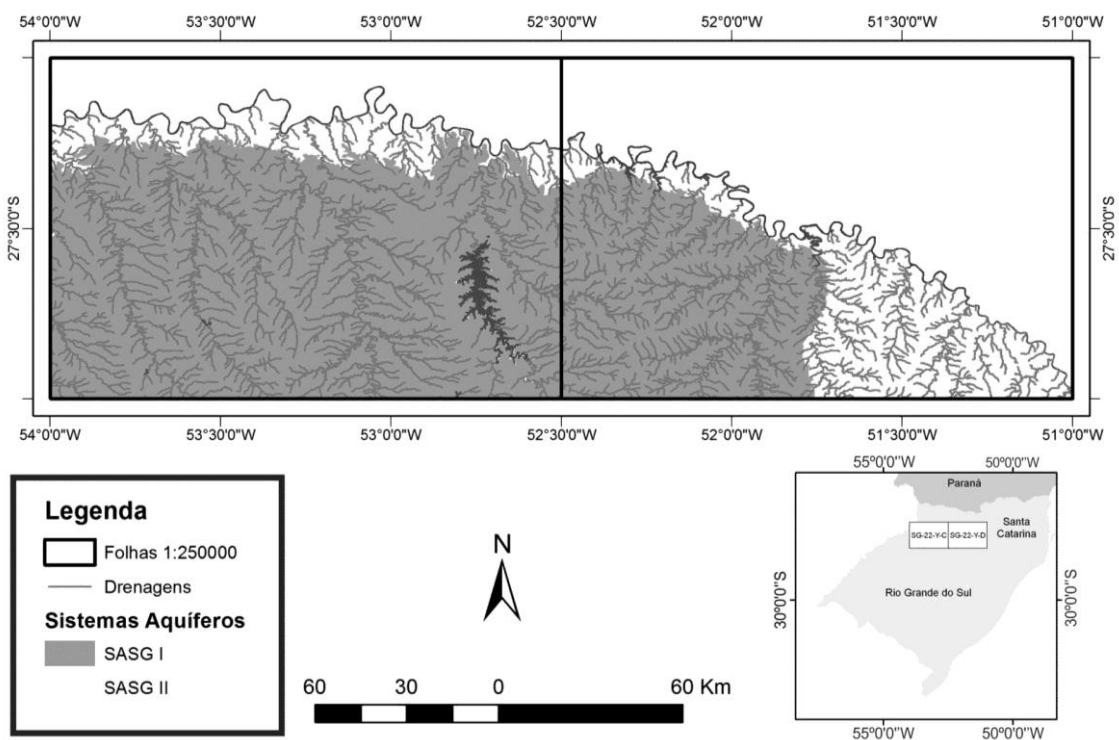 54°0'0"W 53°30'0"W 53°0'0"W 52°30'0"W 52°0'0"W 51°30'0"W 51°0'0"W
27°30'0"S
27°30'0"S
54°0'0"W 53°30'0"W 53°0'0"W 52°30'0"W 52°0'0"W 51°30'0"W 51°0'0"W
Legenda
Folhas 1:250000
Drenagens
Sistemas Aquíferos
SASG I
SASG II
N
60 30 0 60 Km
55°0'0"W 50°0'0"W
Paraná
Santa
Catarina
SG-22-Y-C SG-22-Y-D
Rio Grande do Sul
30°0'0"S
30°0'0"S
55°0'0"W 50°0'0"W